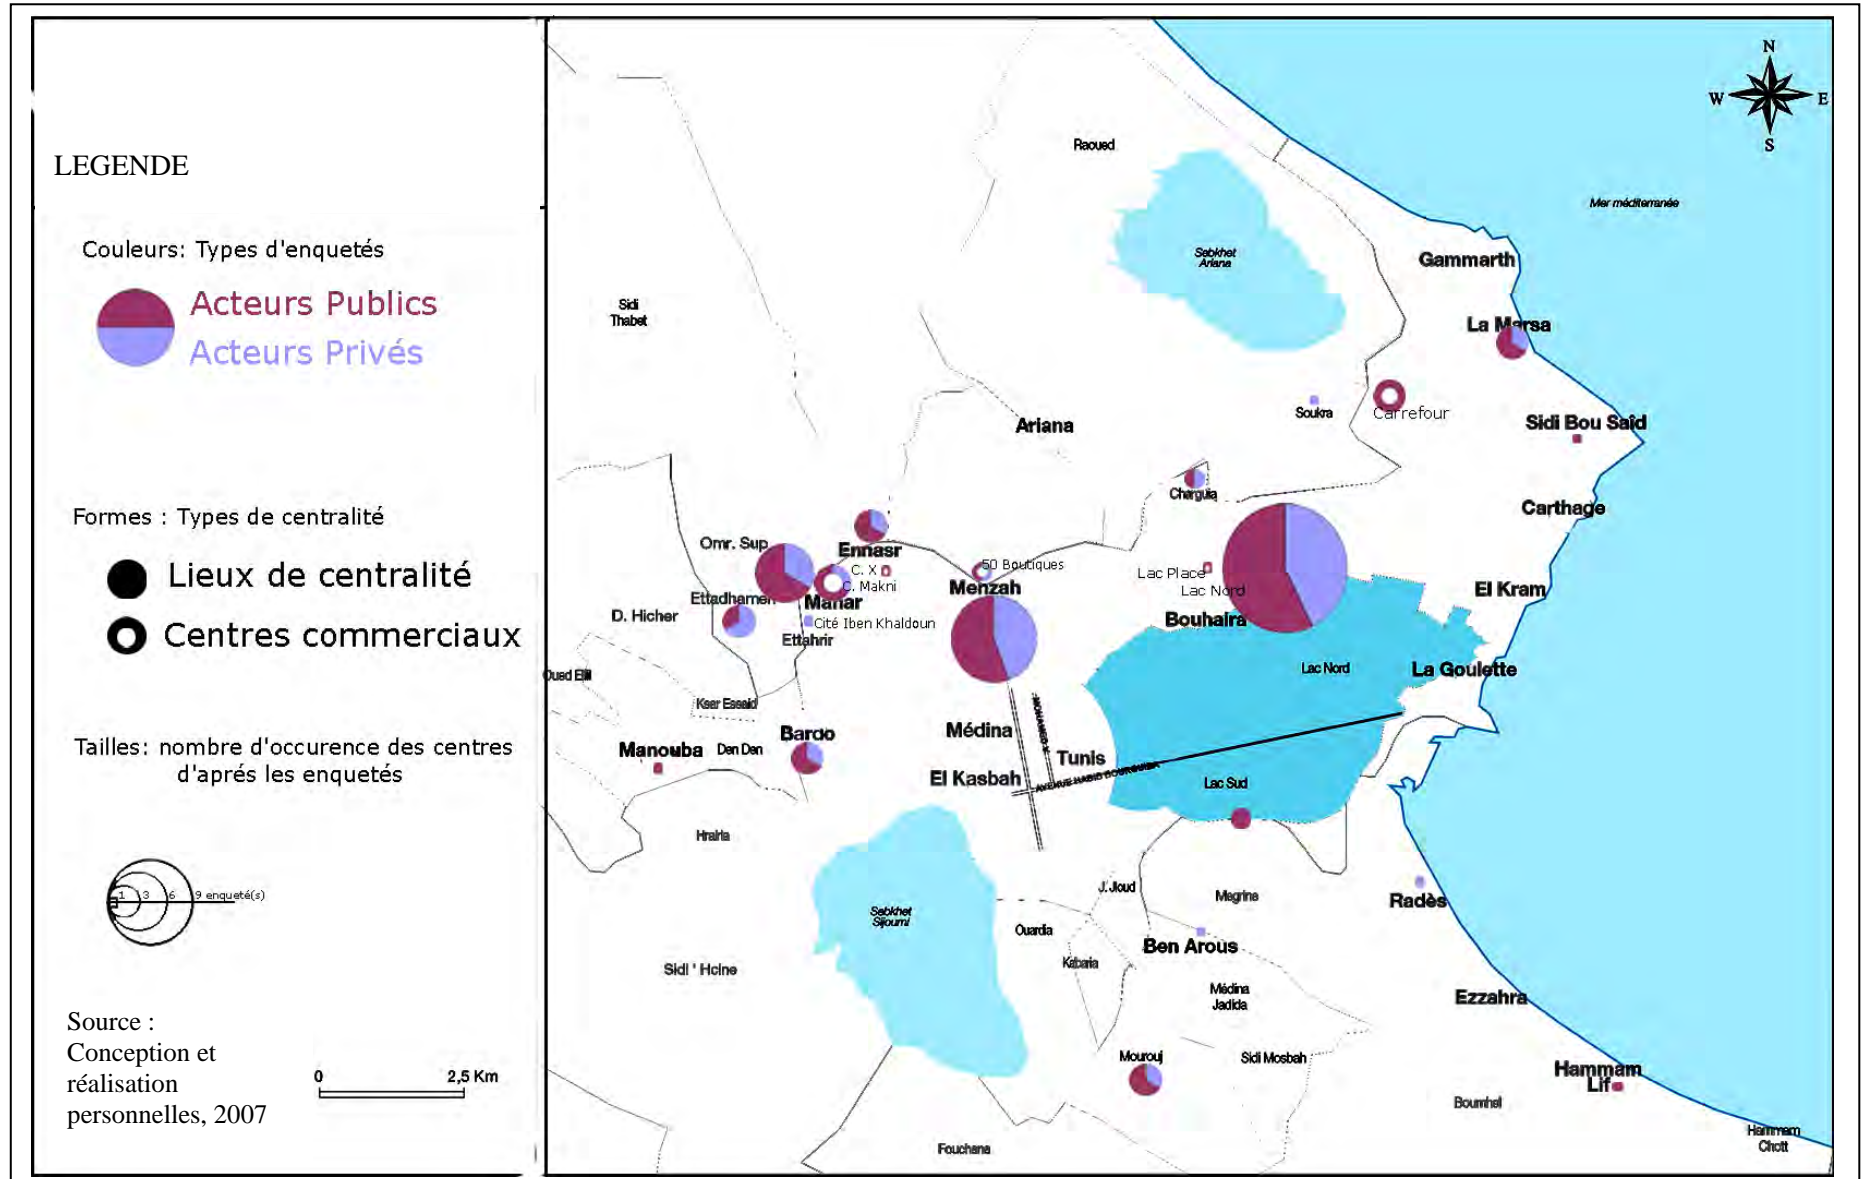 LEGENDE
Couleurs: Types d'enquetés
Acteurs Publics
Acteurs Privés
Formes : Types de centralité
Lieux de centralité
Centres commerciaux
Tailles: nombre d'occurence des centres
d'aprés les enquetés
1 3 6 9 enqueté(s)
Source :
Conception et
réalisation
personnelles, 2007
0 2,5 Km
N
W E
S
Raoued
Mer méditerranée
Sebkhet
Ariana
Gammarth
Sidi
Thabet
La Marsa
Soukra
Carrefour
Ariana
Sidi Bou Saïd
Charguia
Carthage
Omr. Sup
Ennasr
C. X
C. Makni
50 Boutiques
Menzah
Lac Place
Lac Nord
El Kram
Ettadhamen
Manar
D. Hicher
Cité Iben Khaldoun
Bouhaira
Ettahrir
Lac Nord
La Goulette
Oued Ellil
Ksar Essaid
MOHAMED V
Médina
Bardo
Manouba
Den Den
Tunis
El Kasbah
AVENUE HABIB BOURGUIBA
Lac Sud
Hrairia
J. Jloud
Megrine
Radès
Sebkhet
Sijoumi
Ouardia
Ben Arous
Kabaria
Sidi ' Hcine
Médina
Jadida
Ezzahra
Mourouj
Sidi Mosbah
Hammam
Lif
Boumhel
Hammam
Chott
Fouchana